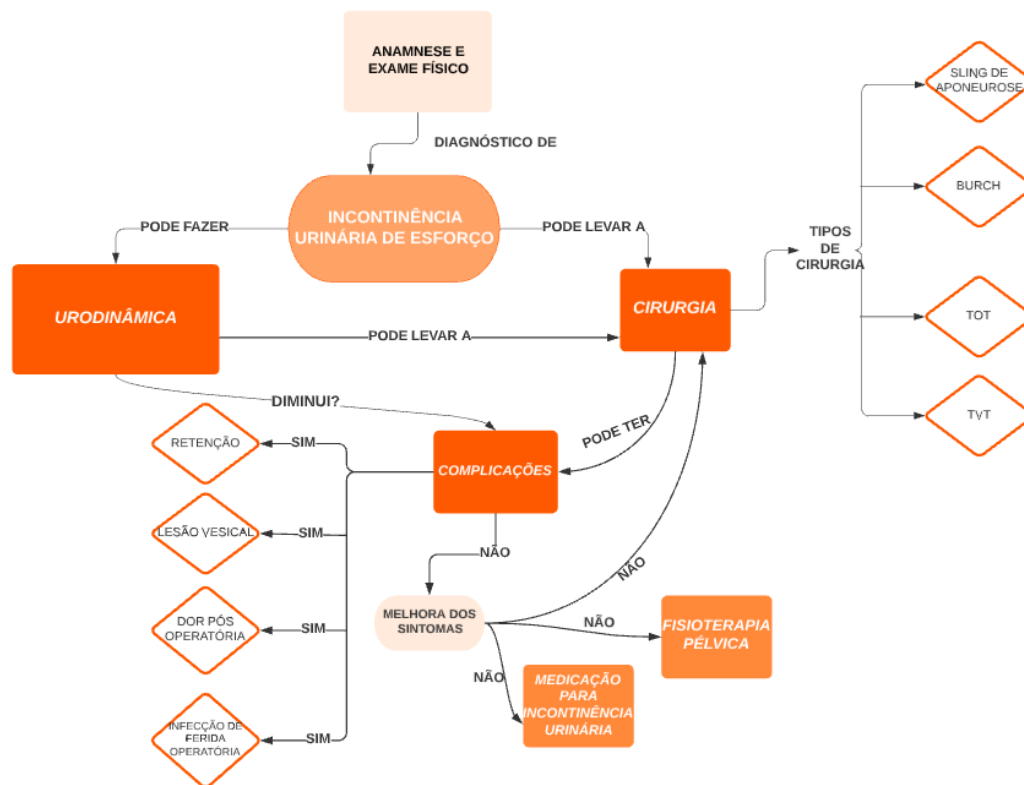 ANAMNESE E
EXAME FÍSICO
DIAGNÓSTICO DE
INCONTINÊNCIA
URINÁRIA DE ESFORÇO
PODE FAZER
PODE LEVAR A
URODINÂMICA
CIRURGIA
PODE LEVAR A
TIPOS
DE
CIRURGIA
SLING DE
APONEUROSE
BURCH
TOT
TVT
DIMINUI?
PODE TER
COMPLICAÇÕES
SIM
RETENÇÃO
SIM
LESÃO VESICAL
SIM
DOR PÓS
OPERATÓRIA
SIM
INFECÇÃO DE
FERIDA
OPERATÓRIA
NÃO
MELHORA DOS
SINTOMAS
NÃO
NÃO
FISIOTERAPIA
PÉLVICA
NÃO
MEDICAÇÃO
PARA
INCONTINÊNCIA
URINÁRIA